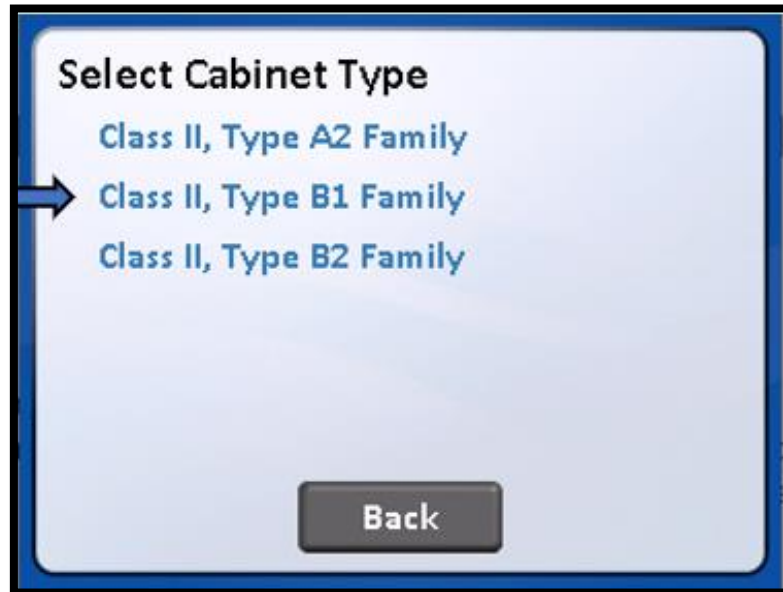 Select Cabinet Type
Class II, Type A2 Family
Class II, Type B1 Family
Class II, Type B2 Family
Back